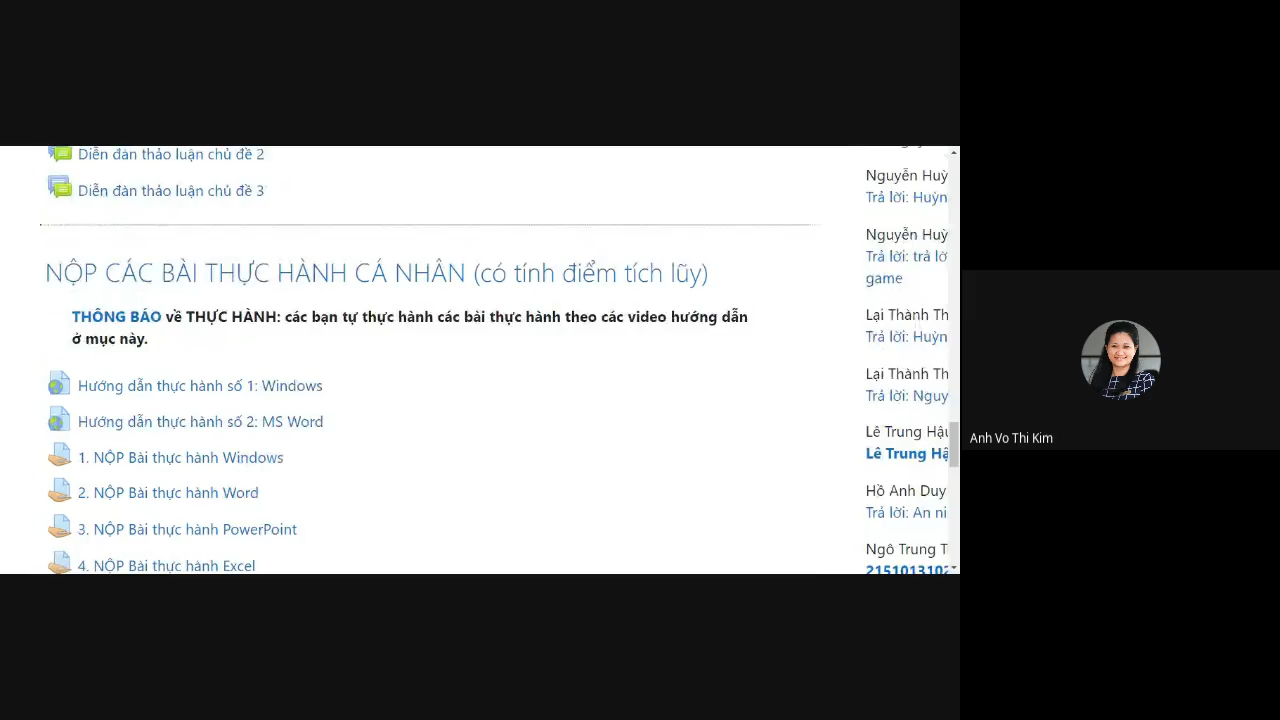 Diễn đàn thảo luận chủ đề 2
Diễn đàn thảo luận chủ đề 3
NỘP CÁC BÀI THỰC HÀNH CÁ NHÂN (có tính điểm tích lũy)
THÔNG BÁO về THỰC HÀNH: các bạn tự thực hành các bài thực hành theo các video hướng dẫn
ở mục này.
Hướng dẫn thực hành số 1: Windows
Hướng dẫn thực hành số 2: MS Word
1. NỘP Bài thực hành Windows
2. NỘP Bài thực hành Word
3. NỘP Bài thực hành PowerPoint
4. NỘP Bài thực hành Excel
Nguyễn Huỳ
Trả lời: Huỳn
Nguyễn Huỳ
Trả lời: trả lờ
game
Lại Thành Th
Trả lời: Huỳn
Lại Thành Th
Trả lời: Nguy
Lê Trung Hậu
Lê Trung Hậ
Hồ Anh Duy
Trả lời: An ni
Ngô Trung T
2151013102
Anh Vo Thi Kim